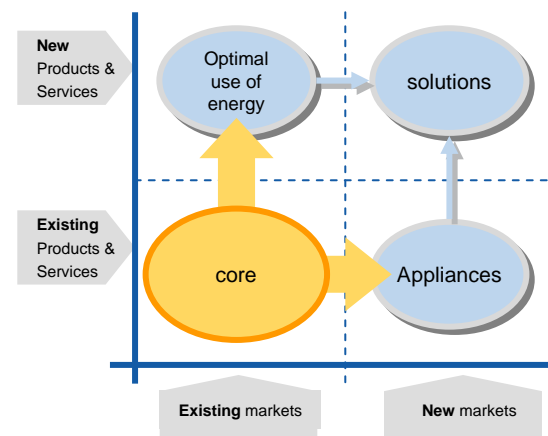 New
Products &
Services
Optimal
use of
energy
solutions
Existing
Products &
Services
core
Appliances
Existing markets
New markets